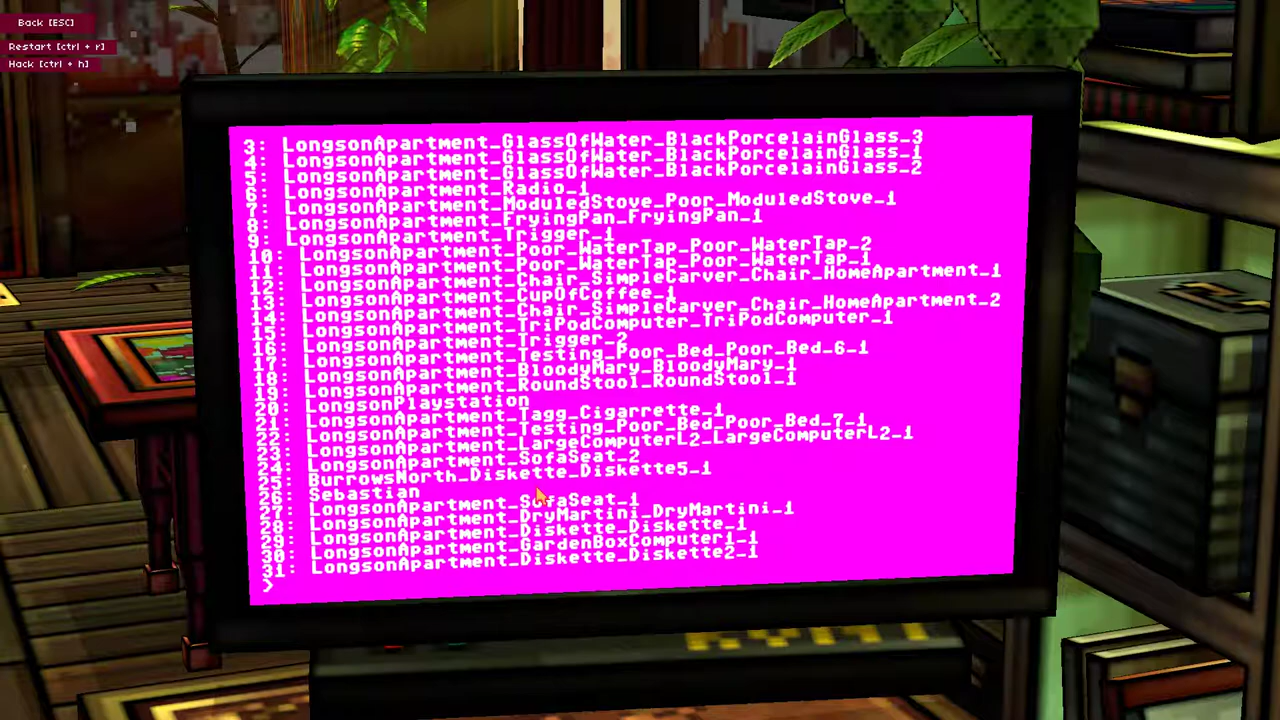 Back [ESC]
Restart [ctrl + r]
Hack [ctrl + h]
3: LongsonApartment_GlassOfWater_BlackPorcelainGlass_3
4: LongsonApartment_GlassOfWater_BlackPorcelainGlass_1
5: LongsonApartment_GlassOfWater_BlackPorcelainGlass_2
6: LongsonApartment_Radio_1
7: LongsonApartment_ModuledStove_Poor_ModuledStove_1
8: LongsonApartment_FryingPan_FryingPan_1
9: LongsonApartment_Trigger_1
10: LongsonApartment_Poor_WaterTap_Poor_WaterTap_2
11: LongsonApartment_Poor_WaterTap_Poor_WaterTap_1
12: LongsonApartment_Chair_SimpleCarver_Chair_HomeApartment_1
13: LongsonApartment_CupOfCoffee_1
14: LongsonApartment_Chair_SimpleCarver_Chair_HomeApartment_2
15: LongsonApartment_TriPodComputer_TriPodComputer_1
16: LongsonApartment_Trigger_2
17: LongsonApartment_Testing_Poor_Bed_Poor_Bed_6_1
18: LongsonApartment_BloodyMary_BloodyMary_1
19: LongsonApartment_RoundStool_RoundStool_1
20: LongsonPlaystation
21: LongsonApartment_Tagg_Cigarrette_1
22: LongsonApartment_Testing_Poor_Bed_Poor_Bed_7_1
23: LongsonApartment_LargeComputerL2_LargeComputerL2_1
24: LongsonApartment_SofaSeat_2
25: BurrowsNorth_Diskette_Diskette5_1
26: Sebastian
27: LongsonApartment_SofaSeat_1
28: LongsonApartment_DryMartini_DryMartini_1
29: LongsonApartment_Diskette_Diskette_1
30: LongsonApartment_GardenBoxComputer1_1
31: LongsonApartment_Diskette_Diskette2_1
>